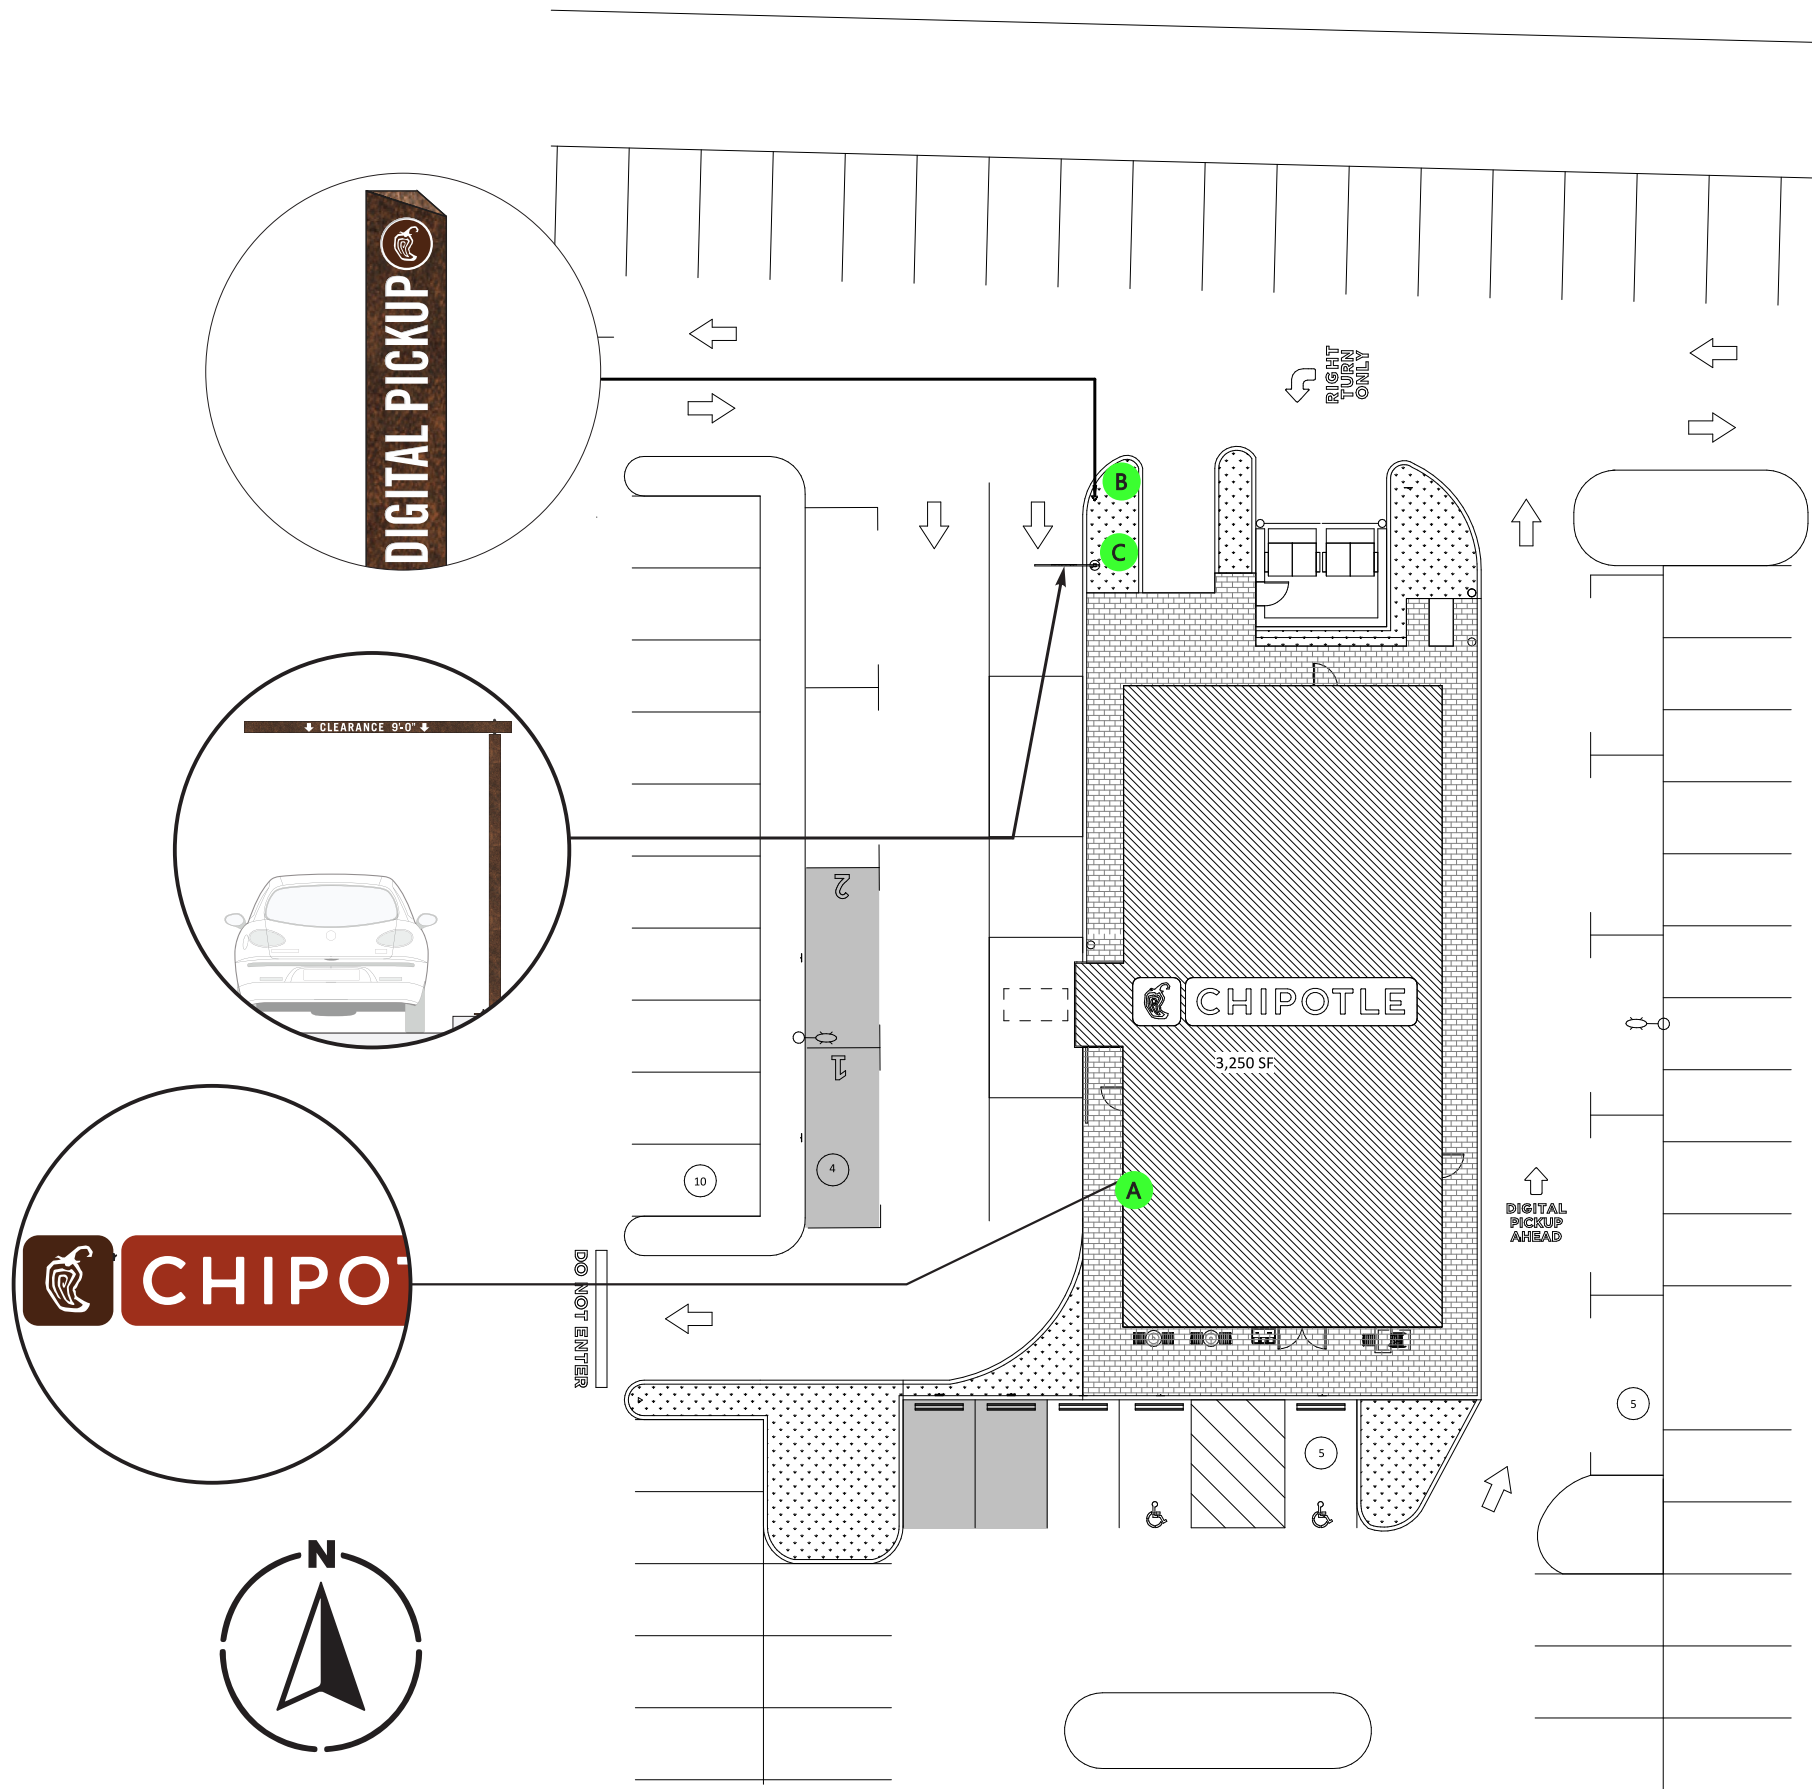 DIGITAL PICKUP
RIGHT
TURN
ONLY
B
C
CLEARANCE 9'-0"
2
CHIPOTLE
3,250 SF
1
4
10
A
DIGITAL
PICKUP
AHEAD
CHIPO
DO NOT ENTER
5
5
N